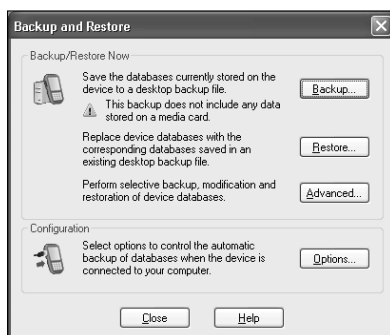 Backup and Restore
Backup/Restore Now
Save the databases currently stored on the
device to a desktop backup file.
This backup does not include any data
stored on a media card.
Backup...
Replace device databases with the
corresponding databases saved in an
existing desktop backup file.
Restore...
Perform selective backup, modification and
restoration of device databases.
Advanced...
Configuration
Select options to control the automatic
backup of databases when the device is
connected to your computer.
Options...
Close
Help